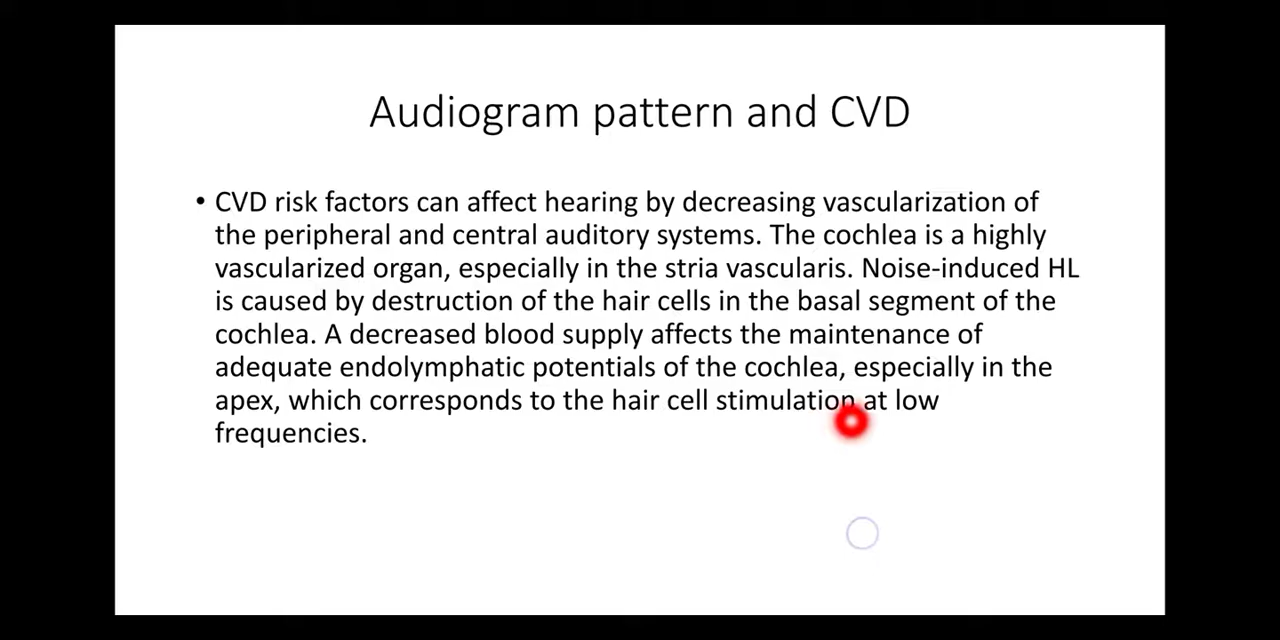 Audiogram pattern and CVD
• CVD risk factors can affect hearing by decreasing vascularization of
the peripheral and central auditory systems. The cochlea is a highly
vascularized organ, especially in the stria vascularis. Noise-induced HL
is caused by destruction of the hair cells in the basal segment of the
cochlea. A decreased blood supply affects the maintenance of
adequate endolymphatic potentials of the cochlea, especially in the
apex, which corresponds to the hair cell stimulation at low
frequencies.